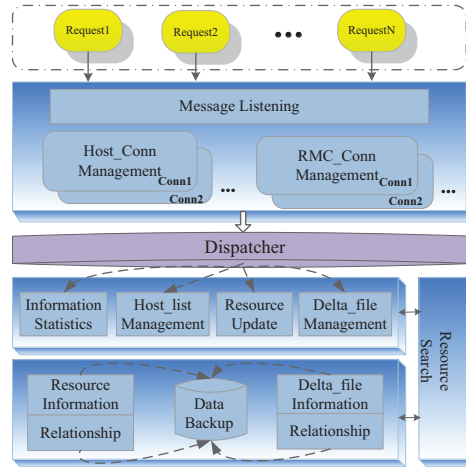 Request1
Request2
RequestN
Message Listening
Host_Conn
Management
Conn1
Conn2
...
RMC_Conn
Management
Conn1
Conn2
...
Dispatcher
Information
Statistics
Host_list
Management
Resource
Update
Delta_file
Management
Resource
Search
Resource
Information
Relationship
Data
Backup
Delta_file
Information
Relationship